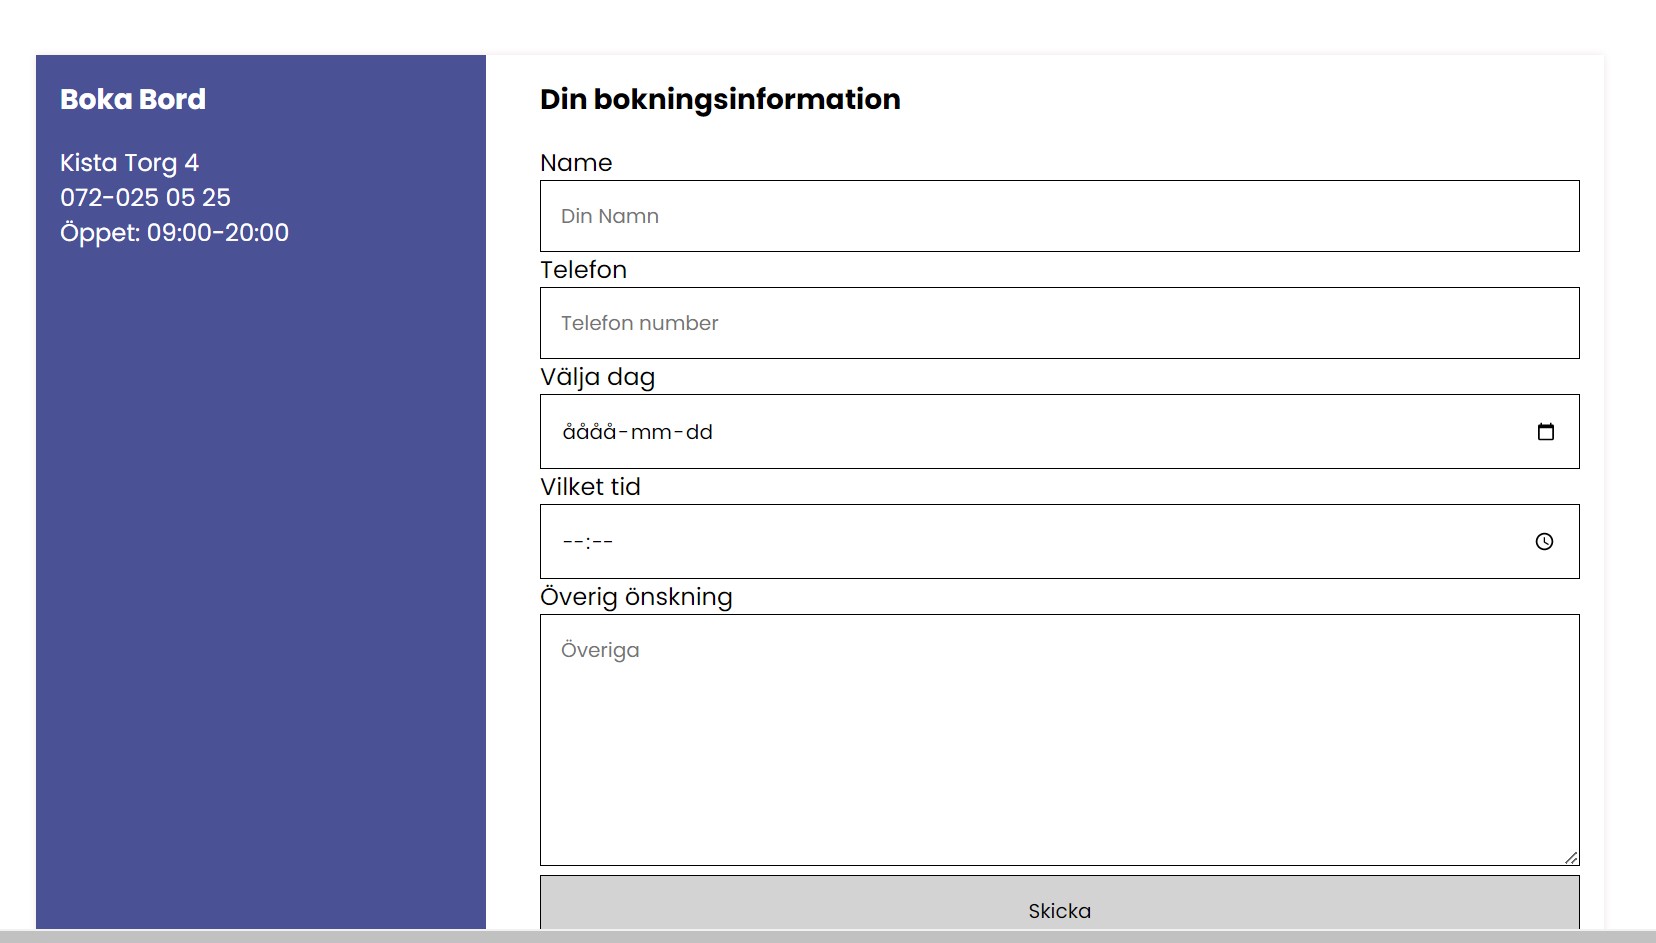 Boka Bord
Kista Torg 4
072-025 05 25
Öppet: 09:00-20:00
Din bokningsinformation
Name
Din Namn
Telefon
Telefon number
Välja dag
åååå-mm-dd
Vilket tid
--:--
Överig önskning
Överiga
Skicka